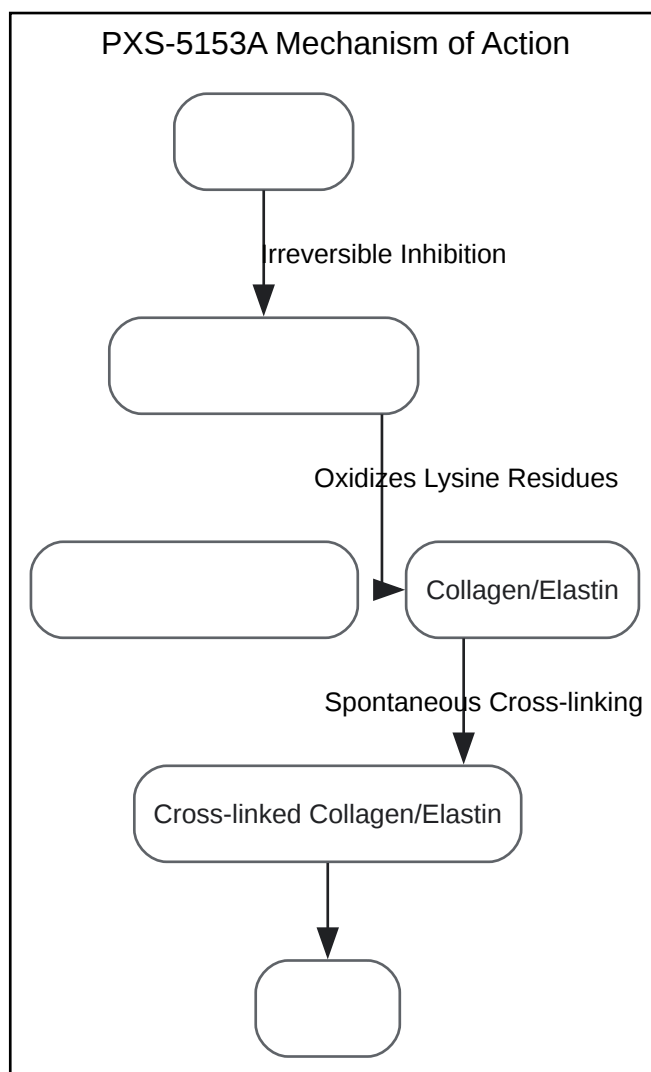 PXS-5153A Mechanism of Action
Irreversible Inhibition
Oxidizes Lysine Residues
Collagen/Elastin
Spontaneous Cross-linking
Cross-linked Collagen/Elastin